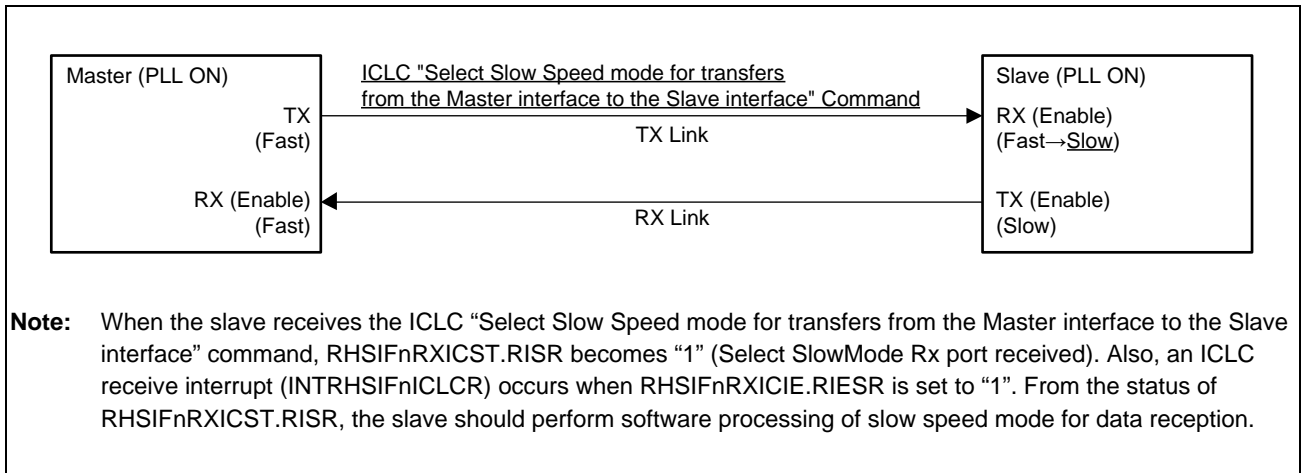 Master (PLL ON)
TX
(Fast)
RX (Enable)
(Fast)
ICLC "Select Slow Speed mode for transfers
from the Master interface to the Slave interface" Command
TX Link
RX Link
Slave (PLL ON)
RX (Enable)
(Fast→Slow)
TX (Enable)
(Slow)
Note: When the slave receives the ICLC “Select Slow Speed mode for transfers from the Master interface to the Slave
interface” command, RHSIFnRXICST.RISR becomes “1” (Select SlowMode Rx port received). Also, an ICLC
receive interrupt (INTRHSIFnICLCR) occurs when RHSIFnRXICIE.RIESR is set to “1”. From the status of
RHSIFnRXICST.RISR, the slave should perform software processing of slow speed mode for data reception.